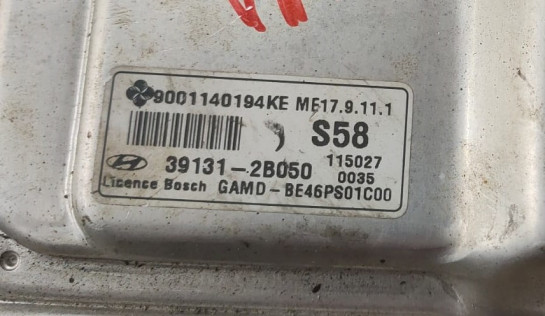 9001140194KE ME17.9.11.1
S58
39131-2B050
115027
0035
Licence Bosch GAMD-BE46PS01C00